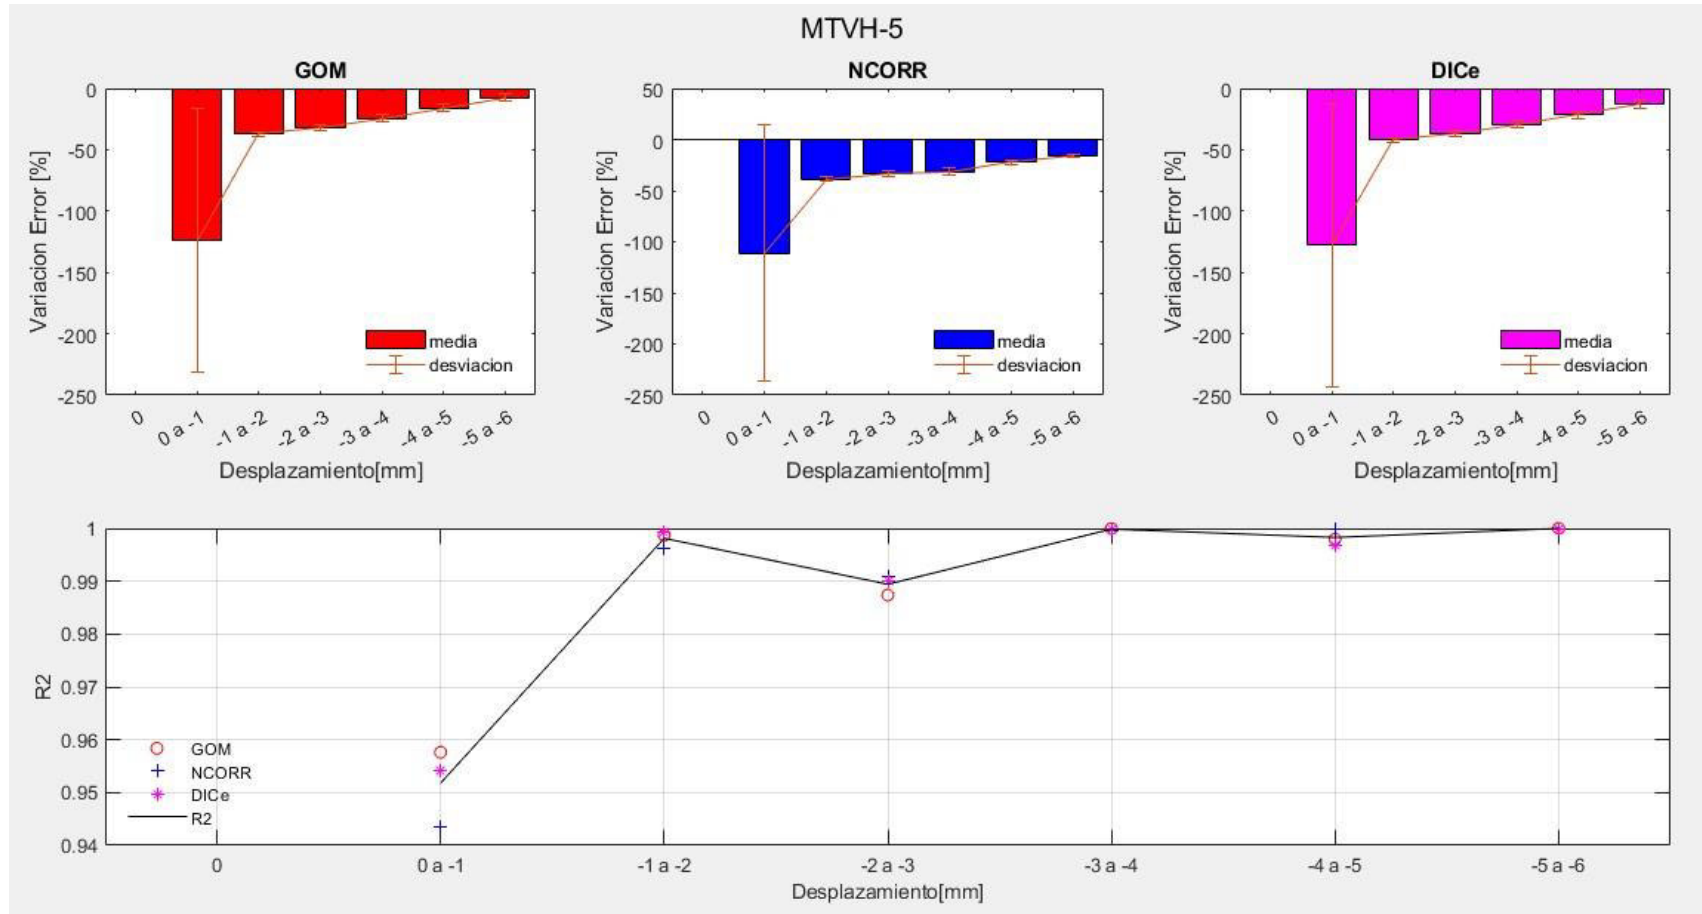 MTVH-5
GOM
0
-50
-100
-150
-200
-250
Variacion Error [%]
media
desviacion
0
0 a -1
-1 a -2
-2 a -3
-3 a -4
-4 a -5
-5 a -6
Desplazamiento[mm]
NCORR
50
0
-50
-100
-150
-200
-250
Variacion Error [%]
media
desviacion
0
0 a -1
-1 a -2
-2 a -3
-3 a -4
-4 a -5
-5 a -6
Desplazamiento[mm]
DICe
0
-50
-100
-150
-200
-250
Variacion Error [%]
media
desviacion
0
0 a -1
-1 a -2
-2 a -3
-3 a -4
-4 a -5
-5 a -6
Desplazamiento[mm]
1
0.99
0.98
0.97
0.96
0.95
0.94
R2
GOM
NCORR
DICe
R2
0
0 a -1
-1 a -2
-2 a -3
-3 a -4
-4 a -5
-5 a -6
Desplazamiento[mm]